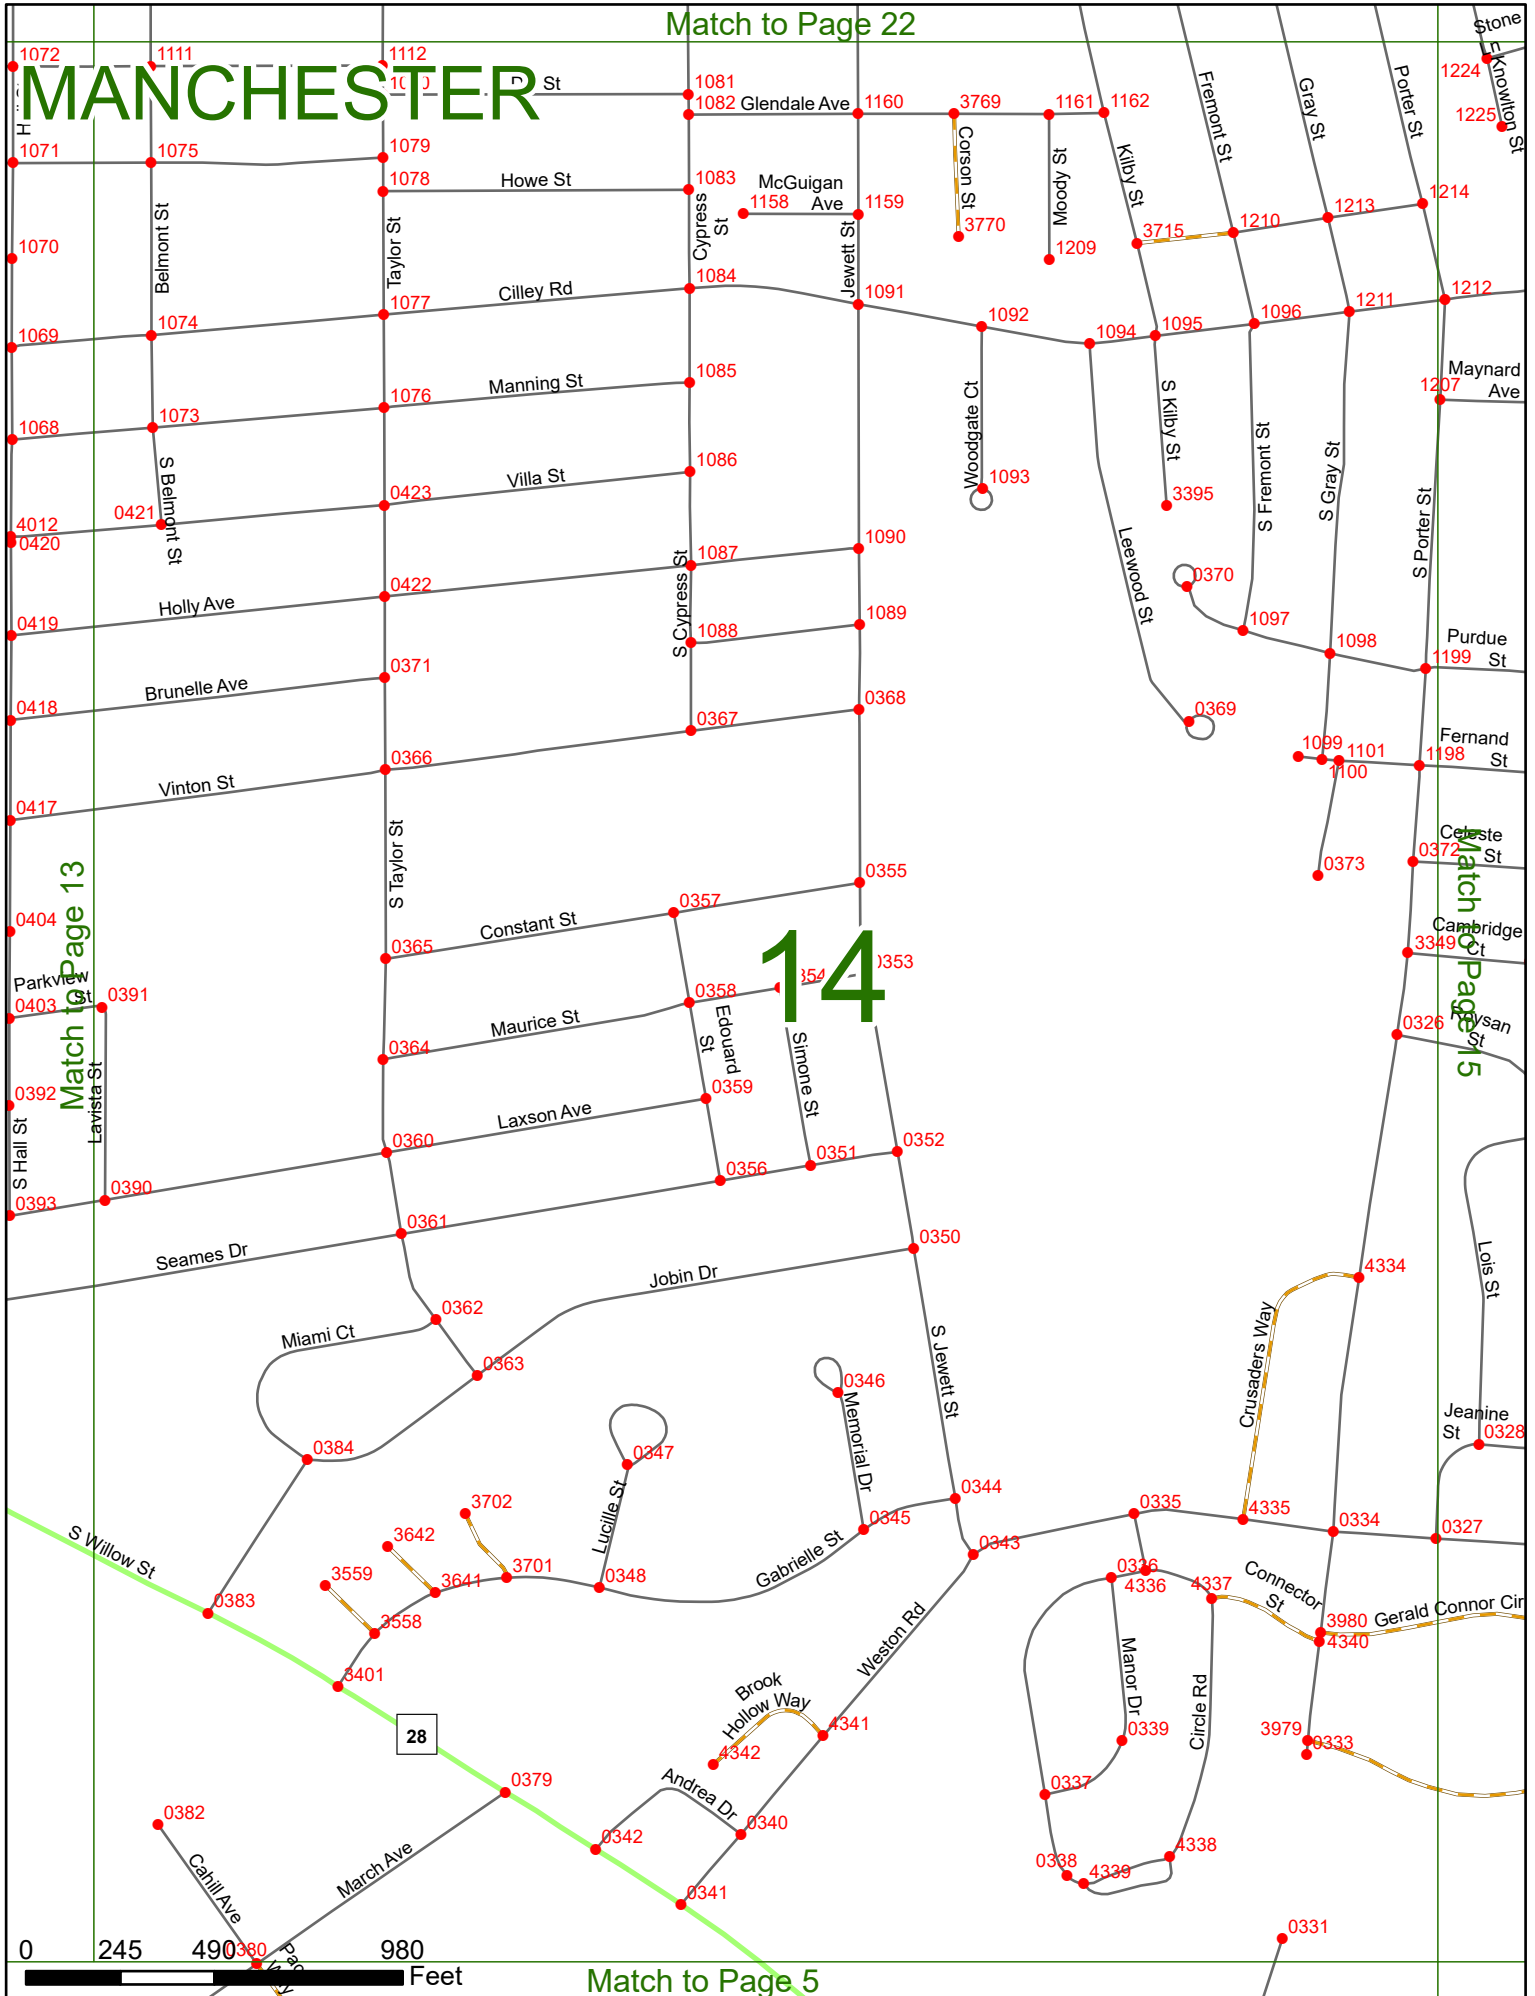 Match to Page 22
MANCHESTER
Stone
Ln
1072
1111
1112
1081
St
1082
Glendale Ave
1160
3769
1161
1162
1224
Knowlton St
1225
Fremont St
Gray St
Porter St
1071
1075
1079
1078
Howe St
1083
McGuigan
Ave
1158
1159
Corson St
3770
Moody St
1209
Kilby St
3715
1210
1213
1214
Cypress
St
Jewett St
Belmont St
Taylor St
1070
1084
Cilley Rd
1077
1091
1092
1094
1095
1096
1211
1212
1069
1074
1085
Manning St
1076
1207
Maynard
Ave
1068
1073
S Belmont St
1086
Villa St
0423
Woodgate Ct
1093
S Kilby St
3395
S Fremont St
S Gray St
S Porter St
4012
0420
0421
1087
1090
Leewood St
0370
Holly Ave
0422
S Cypress St
0419
1088
1089
1097
1098
1199
Purdue
St
0371
Brunelle Ave
0418
0367
0368
0369
0366
Vinton St
0417
1099
1101
1100
1198
Fernand
St
S Taylor St
0373
0372
Celeste
St
Match to Page 13
Match to Page 15
0355
0357
Constant St
0365
0404
14
0353
3349
Cambridge
Ct
Parkview
St
0403
0391
0358
Maurice St
0364
Edouard
St
Simone St
0326
St
0392
Lavista St
0359
Laxson Ave
0360
S Hall St
0393
0390
0356
0351
0352
0361
Seames Dr
0350
Jobin Dr
4334
Lois St
0362
Miami Ct
0363
S Jewett St
Crusaders Way
0346
Memorial Dr
0384
0347
Lucille St
Jeanine
St
0328
3702
3642
3559
3641
3701
0348
Gabrielle St
0345
0344
0343
0335
4335
0334
0327
S Willow St
0383
3558
3401
0336
4336
4337
Connector
St
3980
4340
Gerald Connor Cir
Weston Rd
Manor Dr
Circle Rd
28
Brook
Hollow Way
4341
4342
0339
3979
0333
0379
Andrea Dr
0337
0382
0342
0340
0338
4339
4338
Cahill Ave
March Ave
0341
0331
0 245 490 980
Feet
0380
Way
Match to Page 5